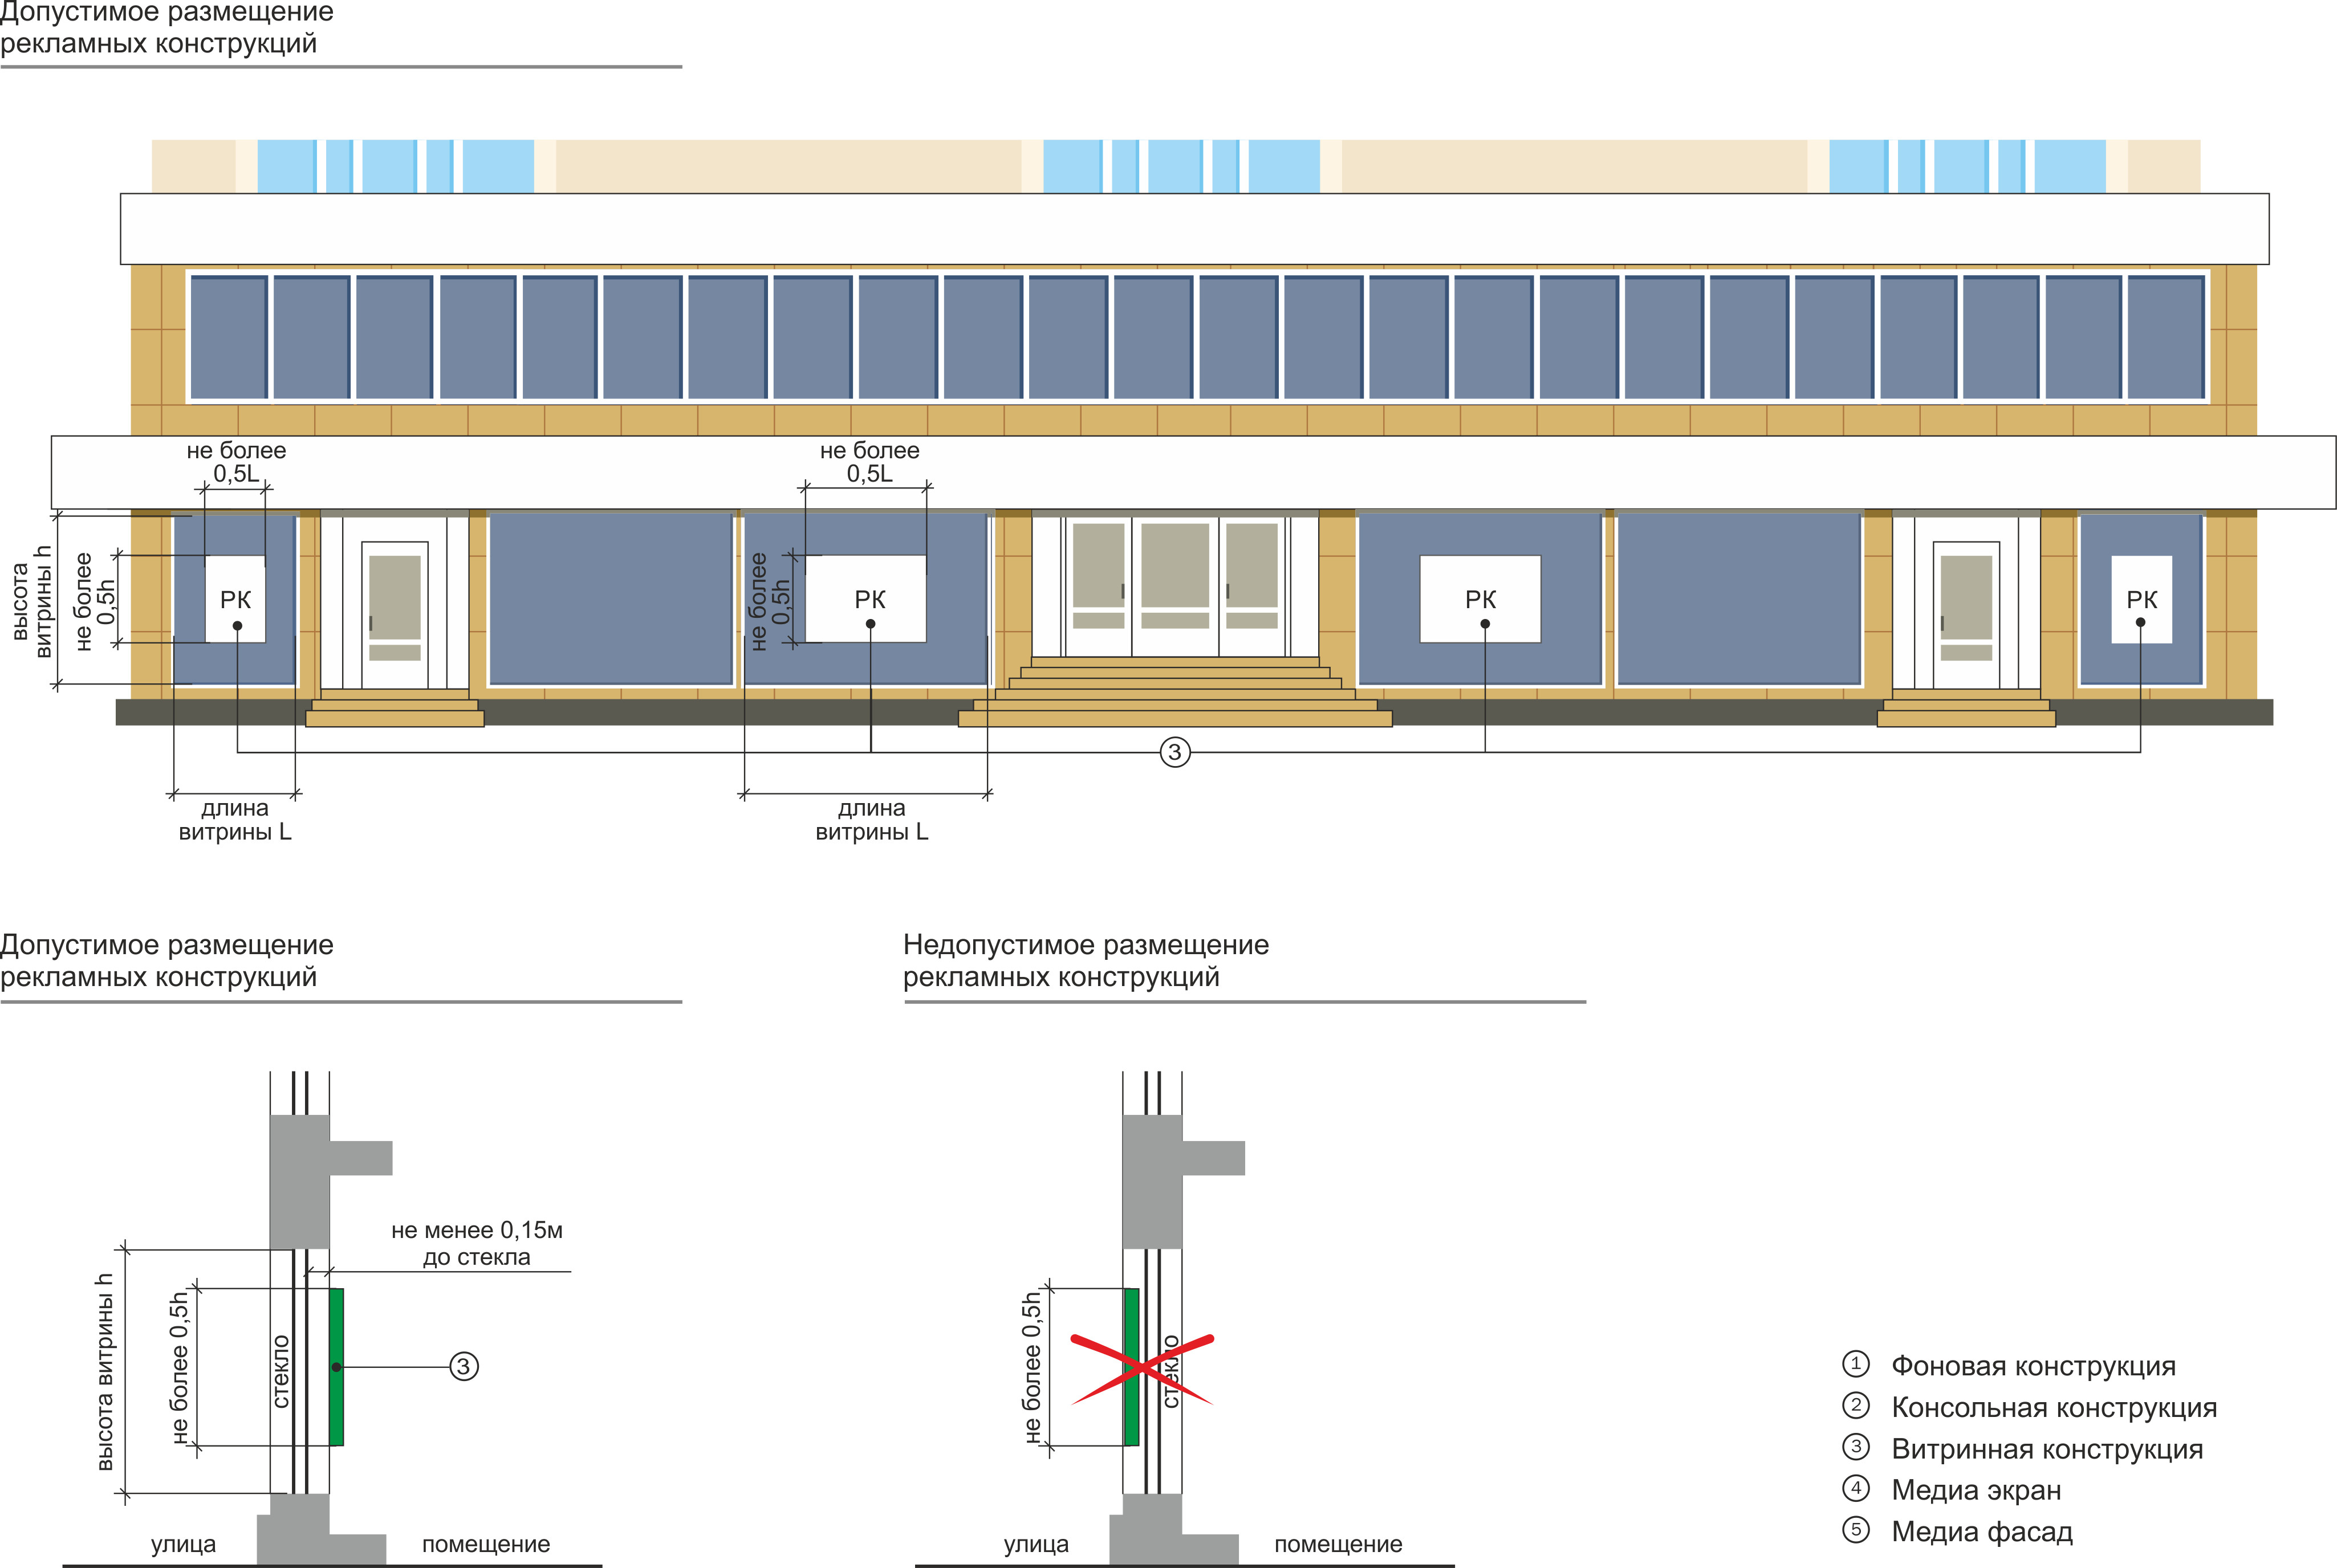 Допустимое размещение
рекламных конструкций
не более
0,5L
не более
0,5L
высота
витрины h
не более
0,5h
РК
не более
0,5h
РК
РК
РК
3
длина
витрины L
длина
витрины L
Допустимое размещение
рекламных конструкций
Недопустимое размещение
рекламных конструкций
не менее 0,15м
до стекла
высота витрины h
не более 0,5h
стекло
3
улица
помещение
не более 0,5h
стекло
улица
помещение
1 Фоновая конструкция
2 Консольная конструкция
3 Витринная конструкция
4 Медиа экран
5 Медиа фасад